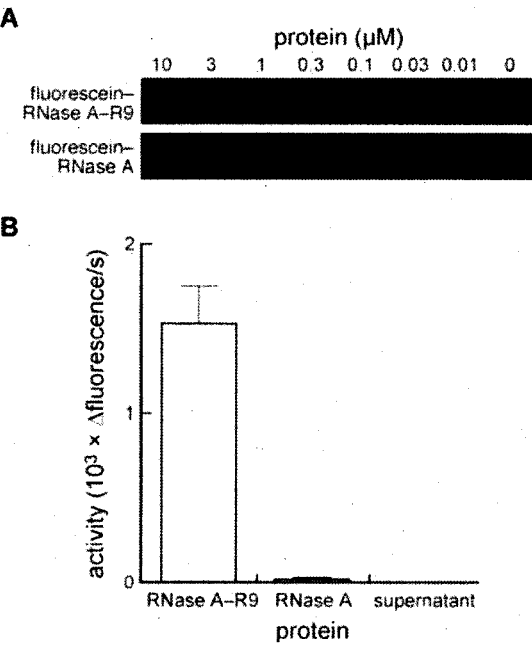 A
protein (µM)
10 3 1 0.3 0.1 0.03 0.01 0
fluorescein–
RNase A–R9
fluorescein–
RNase A
B
activity (10³ × Δfluorescence/s)
2
1
0
RNase A–R9 RNase A supernatant
protein